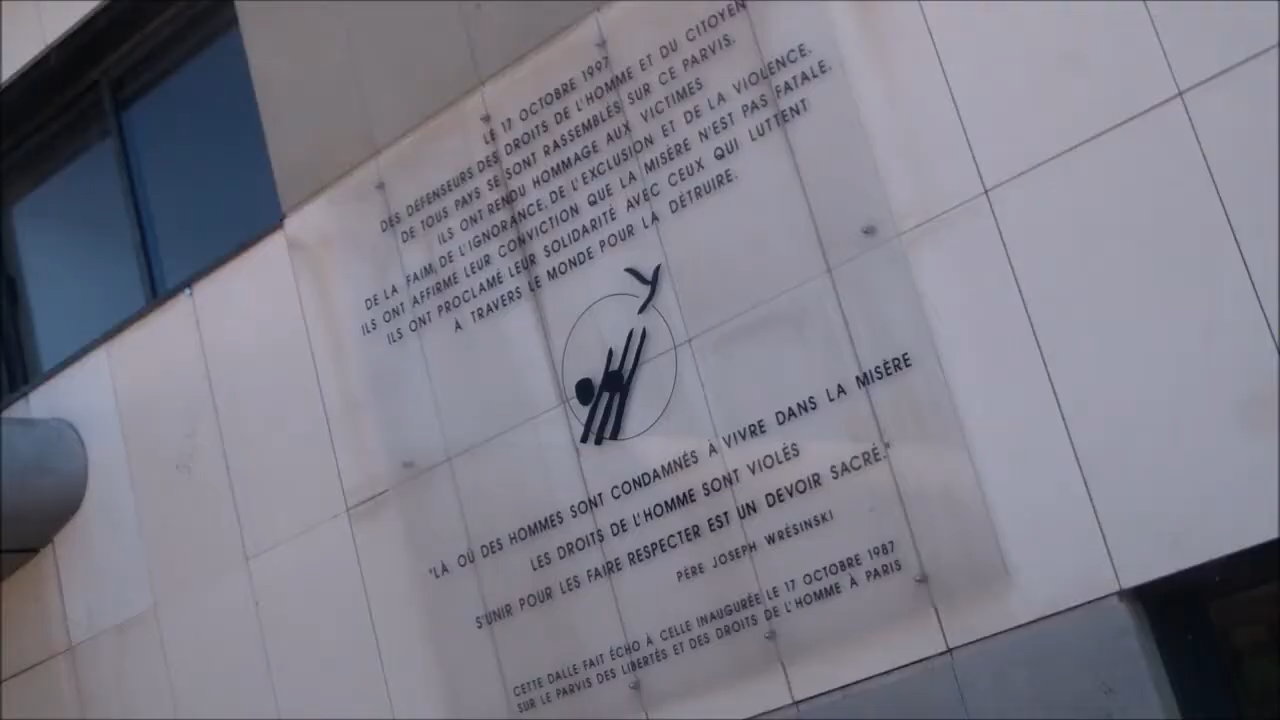 LE 17 OCTOBRE 1997
DES DÉFENSEURS DES DROITS DE L'HOMME ET DU CITOYEN
DE TOUS PAYS SE SONT RASSEMBLÉS SUR CE PARVIS.
ILS ONT RENDU HOMMAGE AUX VICTIMES
DE LA FAIM, DE L'IGNORANCE, DE L'EXCLUSION ET DE LA VIOLENCE.
ILS ONT AFFIRMÉ LEUR CONVICTION QUE LA MISÈRE N'EST PAS FATALE.
ILS ONT PROCLAMÉ LEUR SOLIDARITÉ AVEC CEUX QUI LUTTENT
À TRAVERS LE MONDE POUR LA DÉTRUIRE.
"LÀ OÙ DES HOMMES SONT CONDAMNÉS À VIVRE DANS LA MISÈRE
LES DROITS DE L'HOMME SONT VIOLÉS
S'UNIR POUR LES FAIRE RESPECTER EST UN DEVOIR SACRÉ."
PÈRE JOSEPH WRÉSINSKI
CETTE DALLE FAIT ÉCHO À CELLE INAUGURÉE LE 17 OCTOBRE 1987
SUR LE PARVIS DES LIBERTÉS ET DES DROITS DE L'HOMME À PARIS